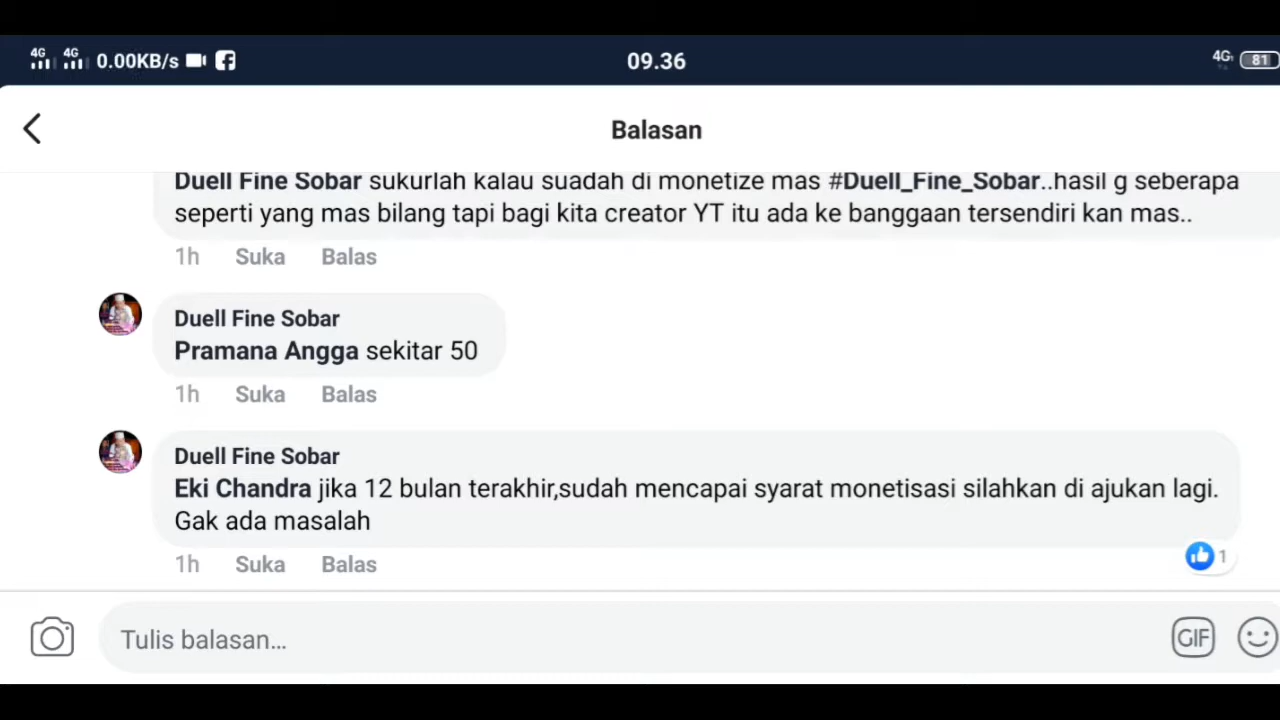 4G 4G 0.00KB/s 09.36 4G 81
Balasan
Duell Fine Sobar sukurlah kalau suadah di monetize mas #Duell_Fine_Sobar..hasil g seberapa
seperti yang mas bilang tapi bagi kita creator YT itu ada ke banggaan tersendiri kan mas..
1h Suka Balas
Duell Fine Sobar
Pramana Angga sekitar 50
1h Suka Balas
Duell Fine Sobar
Eki Chandra jika 12 bulan terakhir,sudah mencapai syarat monetisasi silahkan di ajukan lagi.
Gak ada masalah
1h Suka Balas
1
Tulis balasan...
GIF